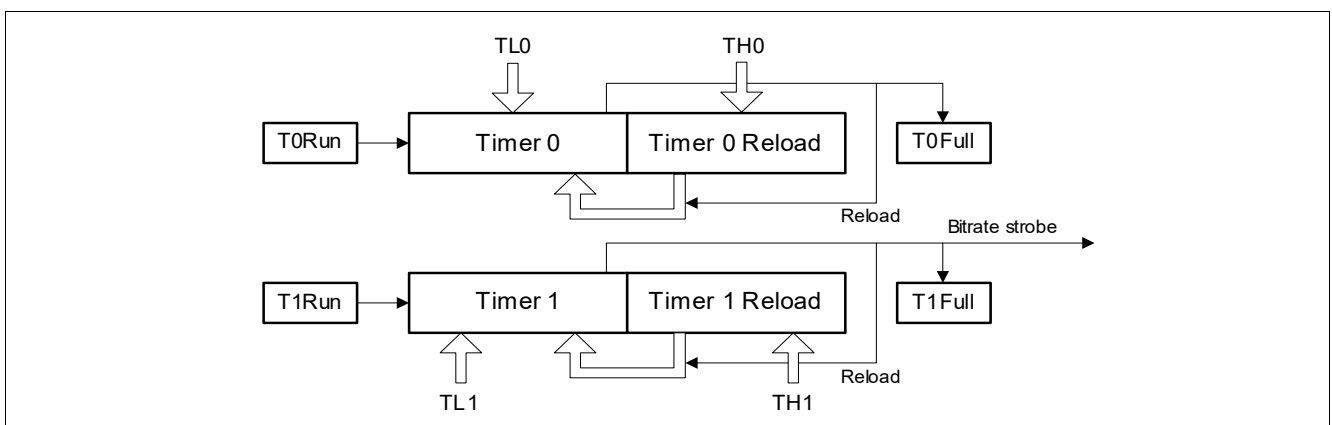 TL0 TH0
T0Run Timer 0 Timer 0 Reload T0Full
Reload
Bitrate strobe
T1Run Timer 1 Timer 1 Reload T1Full
Reload
TL1 TH1